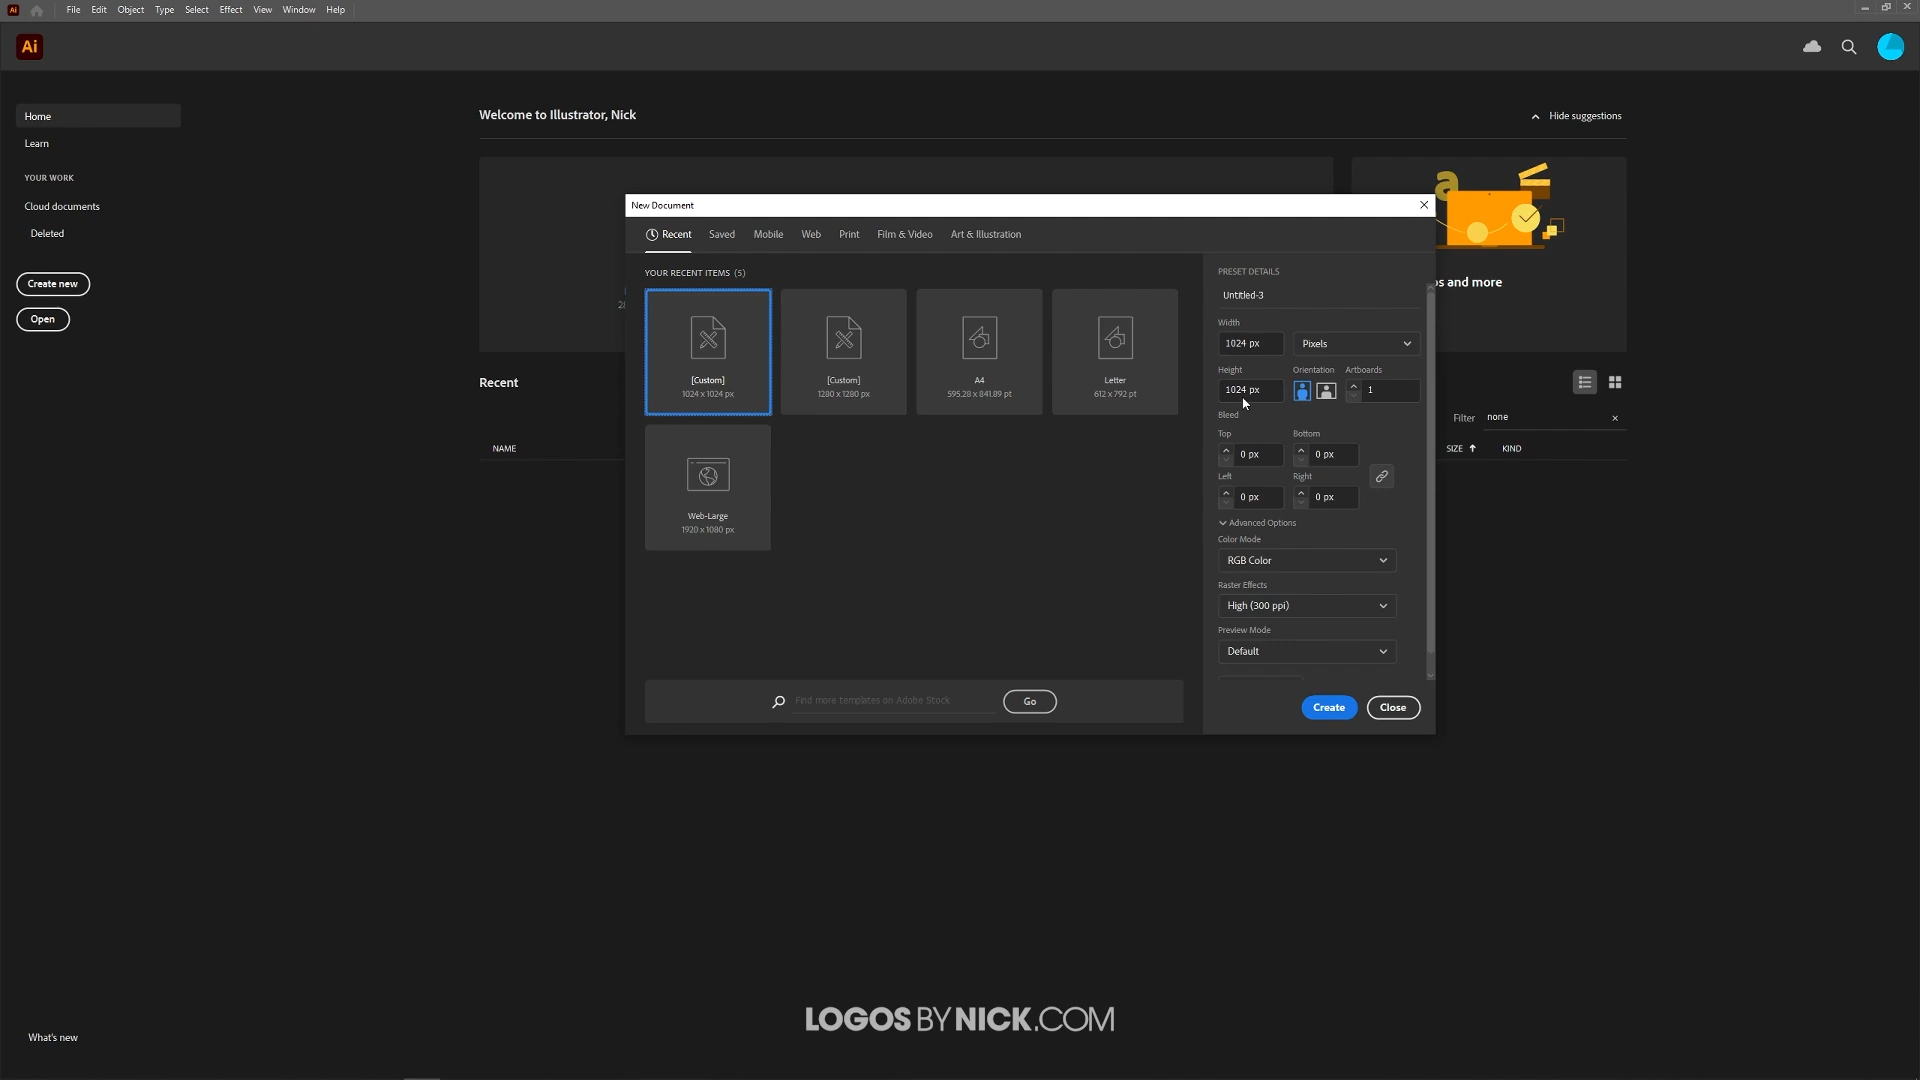 Ai File Edit Object Type Select Effect View Window Help
Ai
Home
Learn
YOUR WORK
Cloud documents
Deleted
Create new
Open
What's new
Welcome to Illustrator, Nick
Hide suggestions
s and more
Recent
Filter none
NAME
SIZE KIND
New Document
Recent Saved Mobile Web Print Film & Video Art & Illustration
YOUR RECENT ITEMS (5)
[Custom]
1024 x 1024 px
[Custom]
1280 x 1280 px
A4
595.28 x 841.89 pt
Letter
612 x 792 pt
Web-Large
1920 x 1080 px
Find more templates on Adobe Stock
Go
PRESET DETAILS
Untitled-3
Width
1024 px Pixels
Height Orientation Artboards
1024 px 1
Bleed
Top Bottom
0 px 0 px
Left Right
0 px 0 px
Advanced Options
Color Mode
RGB Color
Raster Effects
High (300 ppi)
Preview Mode
Default
Create Close
LOGOS BY NICK.COM